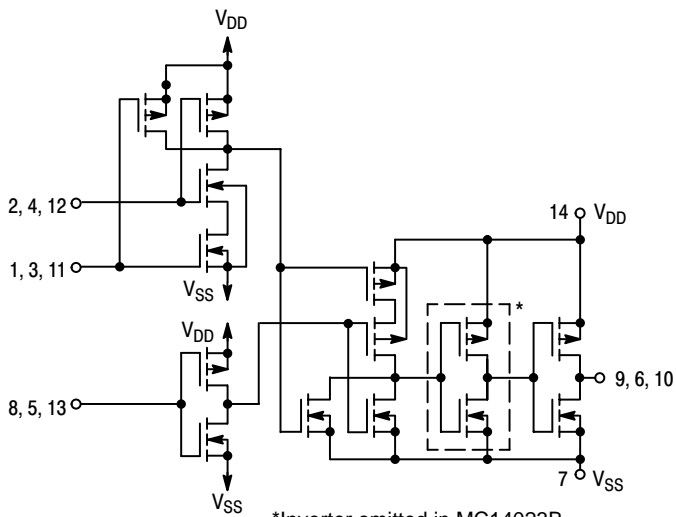 VDD
2, 4, 12
1, 3, 11
VSS
14 VDD
*
VDD
8, 5, 13
9, 6, 10
7 VSS
VSS